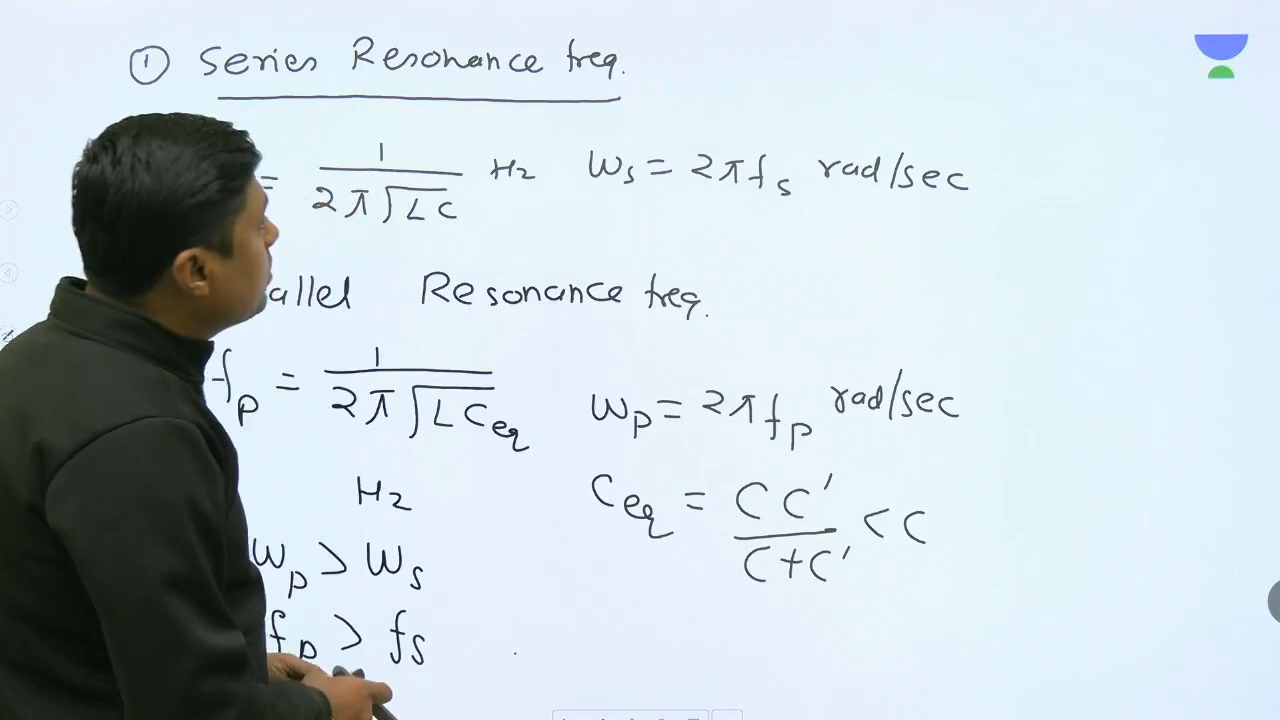 ① Series Resonance freq.
= 1 / 2π√LC Hz ωs = 2πfs rad/sec
allel Resonance freq.
fp = 1 / 2π√LCeq ωp = 2πfp rad/sec
Hz Ceq = CC' / C+C' < C
ωp > ωs
fp > fs